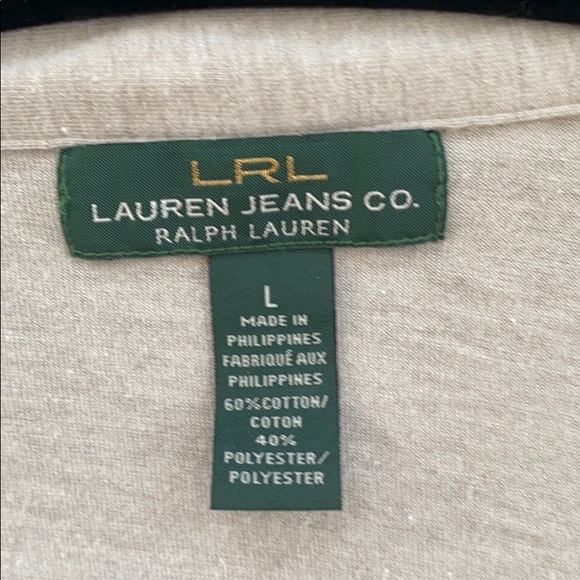 LRL
LAUREN JEANS CO.
RALPH LAUREN
L
MADE IN
PHILIPPINES
FABRIQUÉ AUX
PHILIPPINES
60%COTTON/
COTON
40%
POLYESTER/
POLYESTER